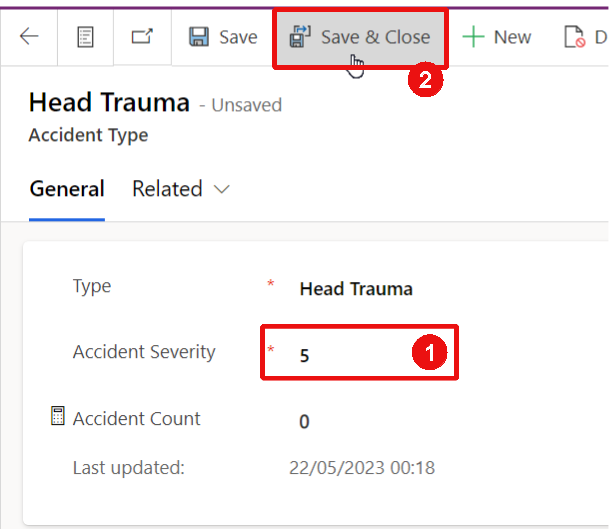 Save Save & Close New D
2
Head Trauma - Unsaved
Accident Type
General Related
Type * Head Trauma
Accident Severity * 5 1
Accident Count 0
Last updated: 22/05/2023 00:18